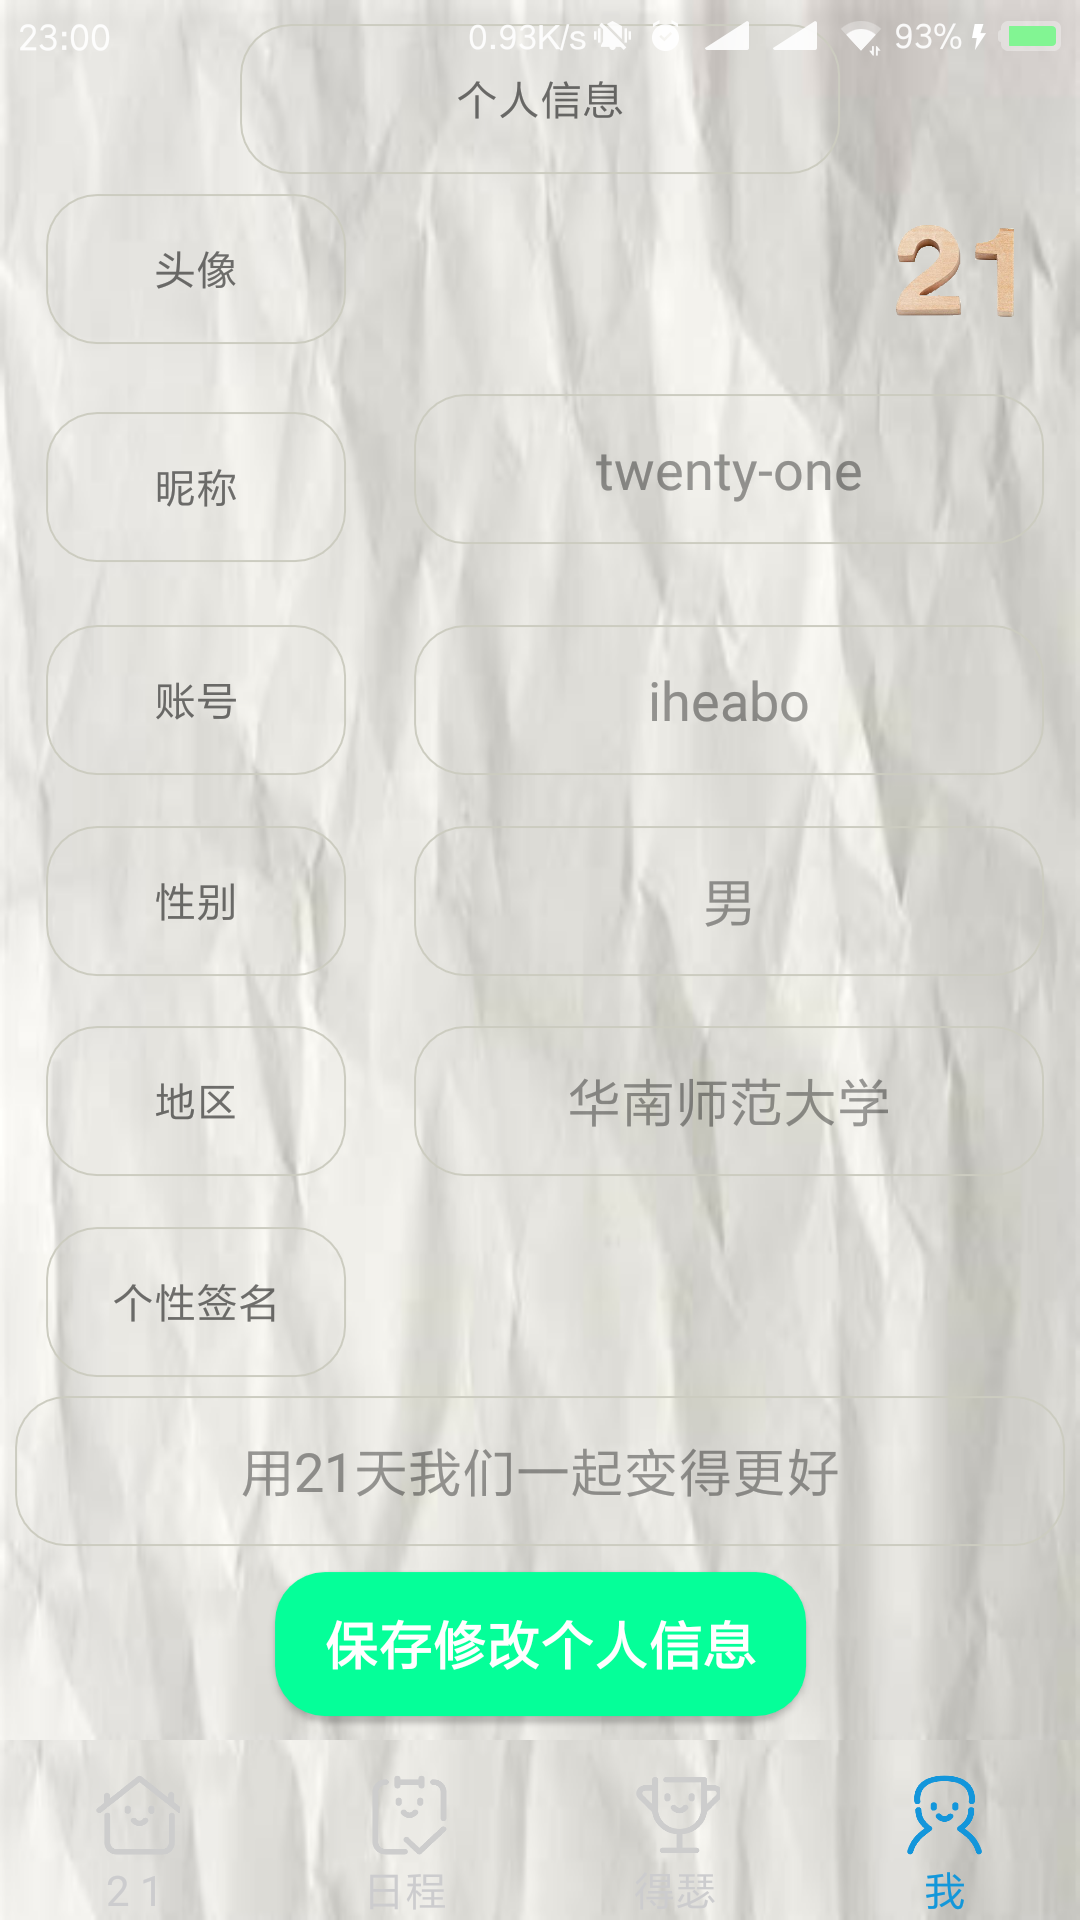 23:00 0.93K/s 93%
个人信息
头像 21
昵称 twenty-one
账号 iheabo
性别 男
地区 华南师范大学
个性签名
用21天我们一起变得更好
保存修改个人信息
2 1 日程 得瑟 我